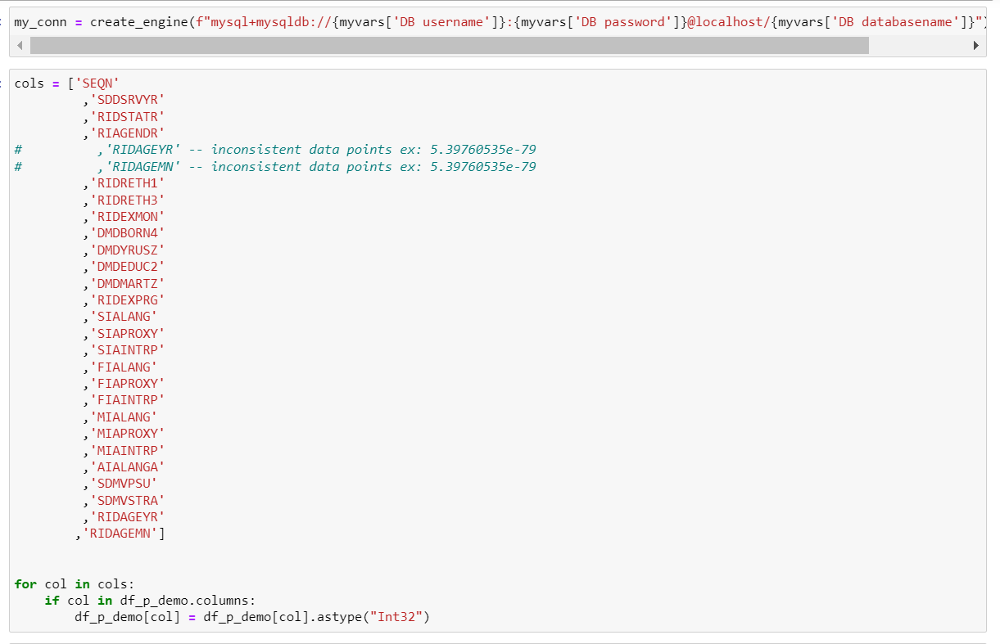 my_conn = create_engine(f"mysql+mysqldb://{myvars['DB username']}:{myvars['DB password']}@localhost/{myvars['DB databasename']}")
cols = ['SEQN'
         ,'SDDSRVYR'
         ,'RIDSTATR'
         ,'RIAGENDR'
#          ,'RIDAGEYR' -- inconsistent data points ex: 5.39760535e-79
#          ,'RIDAGEMN' -- inconsistent data points ex: 5.39760535e-79
         ,'RIDRETH1'
         ,'RIDRETH3'
         ,'RIDEXMON'
         ,'DMDBORN4'
         ,'DMDYRUSZ'
         ,'DMDEDUC2'
         ,'DMDMARTZ'
         ,'RIDEXPRG'
         ,'SIALANG'
         ,'SIAPROXY'
         ,'SIAINTRP'
         ,'FIALANG'
         ,'FIAPROXY'
         ,'FIAINTRP'
         ,'MIALANG'
         ,'MIAPROXY'
         ,'MIAINTRP'
         ,'AIALANGA'
         ,'SDMVPSU'
         ,'SDMVSTRA'
         ,'RIDAGEYR'
        ,'RIDAGEMN']
for col in cols:
    if col in df_p_demo.columns:
        df_p_demo[col] = df_p_demo[col].astype("Int32")